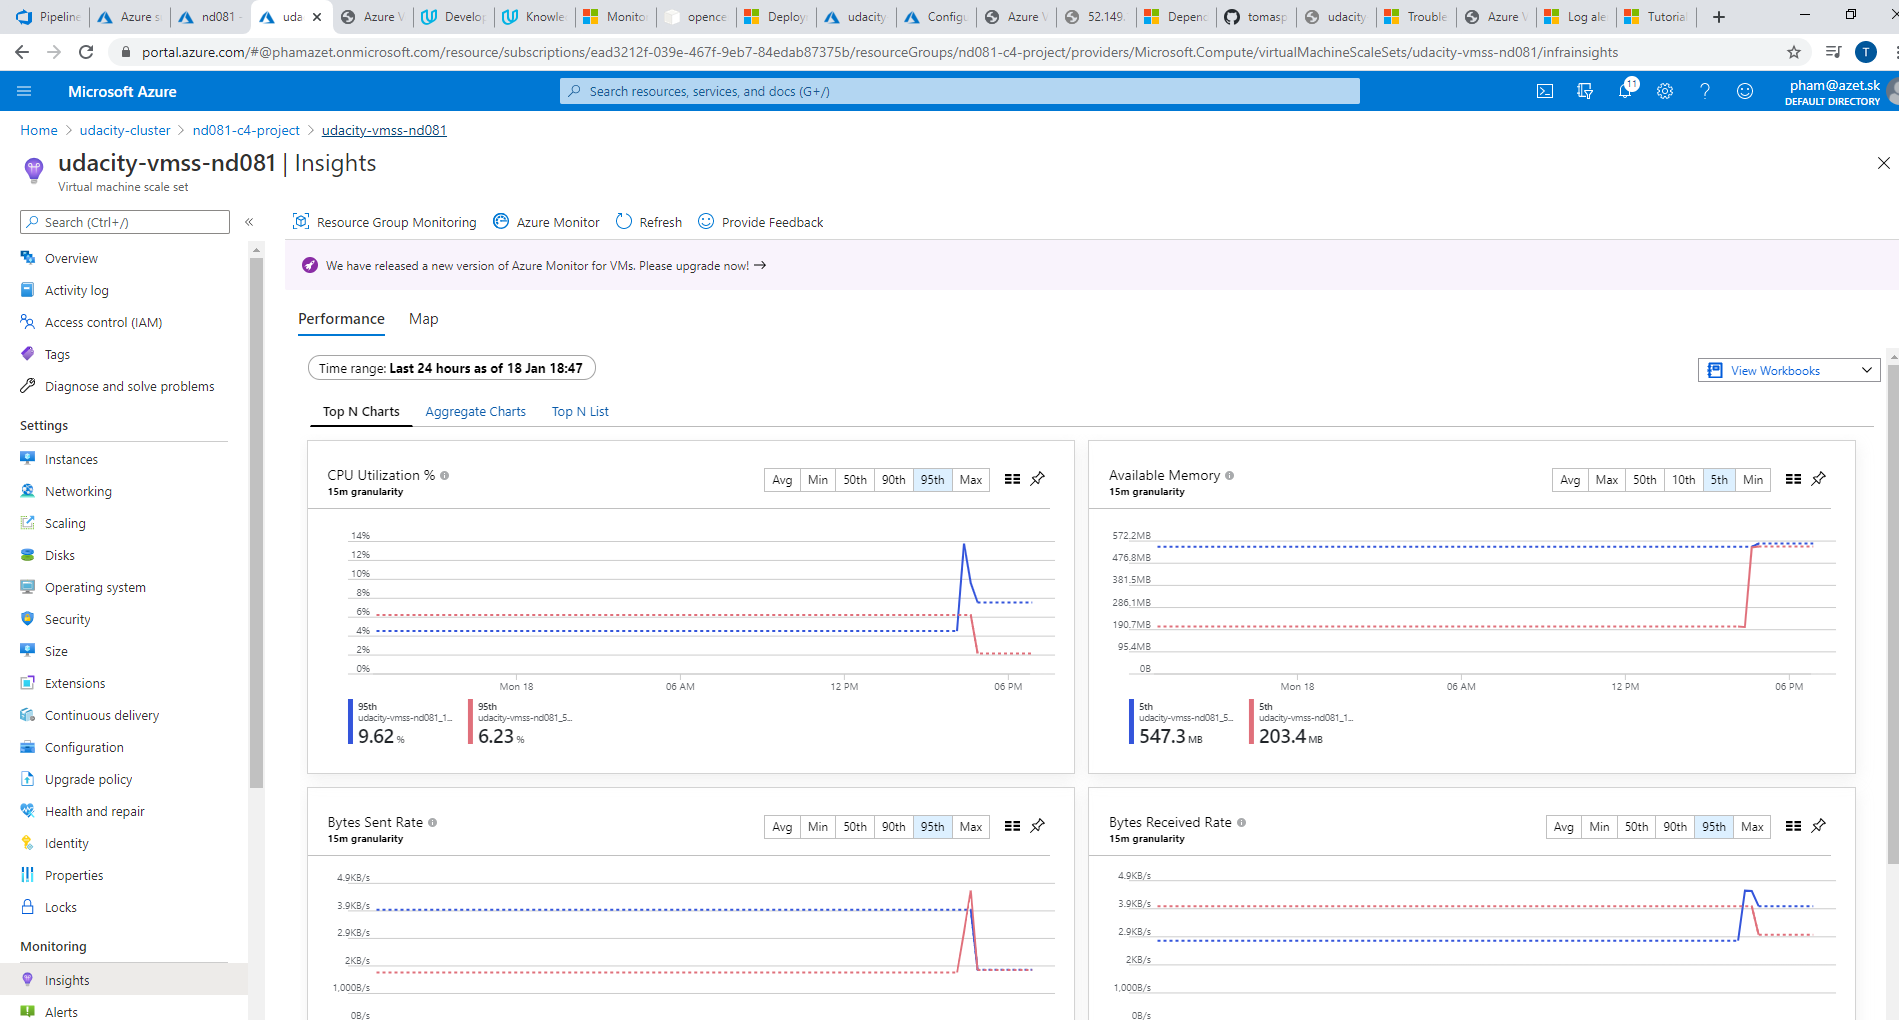 Pipeline
Azure s
nd081 -
uda
Azure V
Develop
Knowle
Monito
opence
Deploy
udacity
Configu
Azure V
52.149.
Depend
tomasp
udacity
Trouble
Azure V
Log ale
Tutorial
portal.azure.com/#@phamazet.onmicrosoft.com/resource/subscriptions/ead3212f-039e-467f-9eb7-84edab87375b/resourceGroups/nd081-c4-project/providers/Microsoft.Compute/virtualMachineScaleSets/udacity-vmss-nd081/infrainsights
T
Microsoft Azure
Search resources, services, and docs (G+/)
11
pham@azet.sk
DEFAULT DIRECTORY
Home > udacity-cluster > nd081-c4-project > udacity-vmss-nd081
udacity-vmss-nd081 | Insights
Virtual machine scale set
Search (Ctrl+/)
«
Overview
Activity log
Access control (IAM)
Tags
Diagnose and solve problems
Settings
Instances
Networking
Scaling
Disks
Operating system
Security
Size
Extensions
Continuous delivery
Configuration
Upgrade policy
Health and repair
Identity
Properties
Locks
Monitoring
Insights
Alerts
Resource Group Monitoring
Azure Monitor
Refresh
Provide Feedback
We have released a new version of Azure Monitor for VMs. Please upgrade now! →
Performance
Map
Time range: Last 24 hours as of 18 Jan 18:47
View Workbooks
Top N Charts
Aggregate Charts
Top N List
CPU Utilization %
15m granularity
Avg Min 50th 90th 95th Max
14%
12%
10%
8%
6%
4%
2%
0%
Mon 18
06 AM
12 PM
06 PM
95th
udacity-vmss-nd081_1...
9.62 %
95th
udacity-vmss-nd081_5...
6.23 %
Available Memory
15m granularity
Avg Max 50th 10th 5th Min
572.2MB
476.8MB
381.5MB
286.1MB
190.7MB
95.4MB
0B
Mon 18
06 AM
12 PM
06 PM
5th
udacity-vmss-nd081_5...
547.3 MB
5th
udacity-vmss-nd081_1...
203.4 MB
Bytes Sent Rate
15m granularity
Avg Min 50th 90th 95th Max
4.9KB/s
3.9KB/s
2.9KB/s
2KB/s
1,000B/s
0B/s
Bytes Received Rate
15m granularity
Avg Min 50th 90th 95th Max
4.9KB/s
3.9KB/s
2.9KB/s
2KB/s
1,000B/s
0B/s